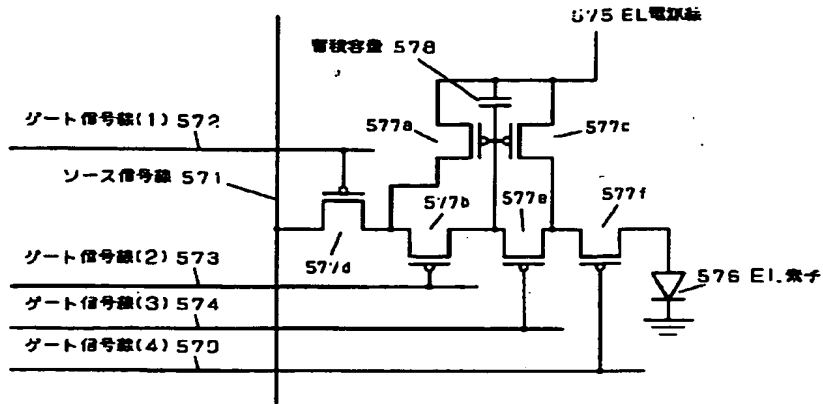 575 EL電源線
蓄積容量 578
577a
577c
ゲート信号線(1) 572
ソース信号線 571
577b
577e
577f
577d
ゲート信号線(2) 573
576 EL素子
ゲート信号線(3) 574
ゲート信号線(4) 570